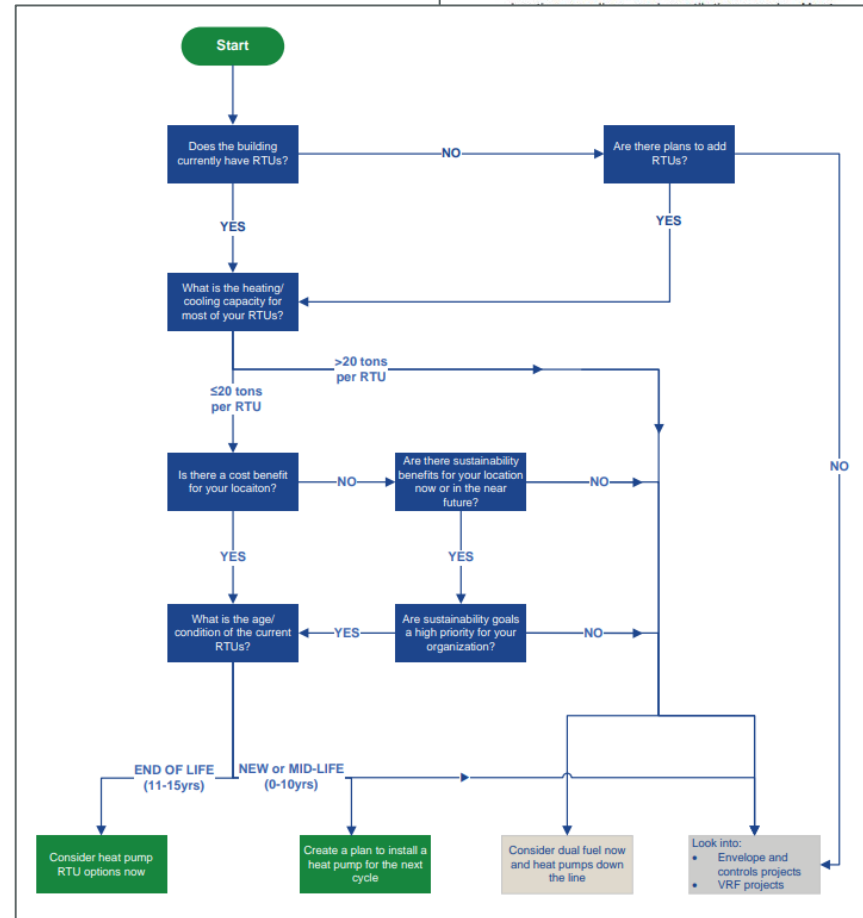 Start
Does the building
currently have RTUs?
NO
Are there plans to add
RTUs?
YES
YES
What is the heating/
cooling capacity for
most of your RTUs?
>20 tons
per RTU
≤20 tons
per RTU
Is there a cost benefit
for your locaiton?
NO
Are there sustainability
benefits for your location
now or in the near
future?
NO
NO
YES
YES
What is the age/
condition of the current
RTUs?
YES
Are sustainability goals
a high priority for your
organization?
NO
END OF LIFE
(11-15yrs)
NEW or MID-LIFE
(0-10yrs)
Consider heat pump
RTU options now
Create a plan to install a
heat pump for the next
cycle
Consider dual fuel now
and heat pumps down
the line
Look into:
• Envelope and
controls projects
• VRF projects